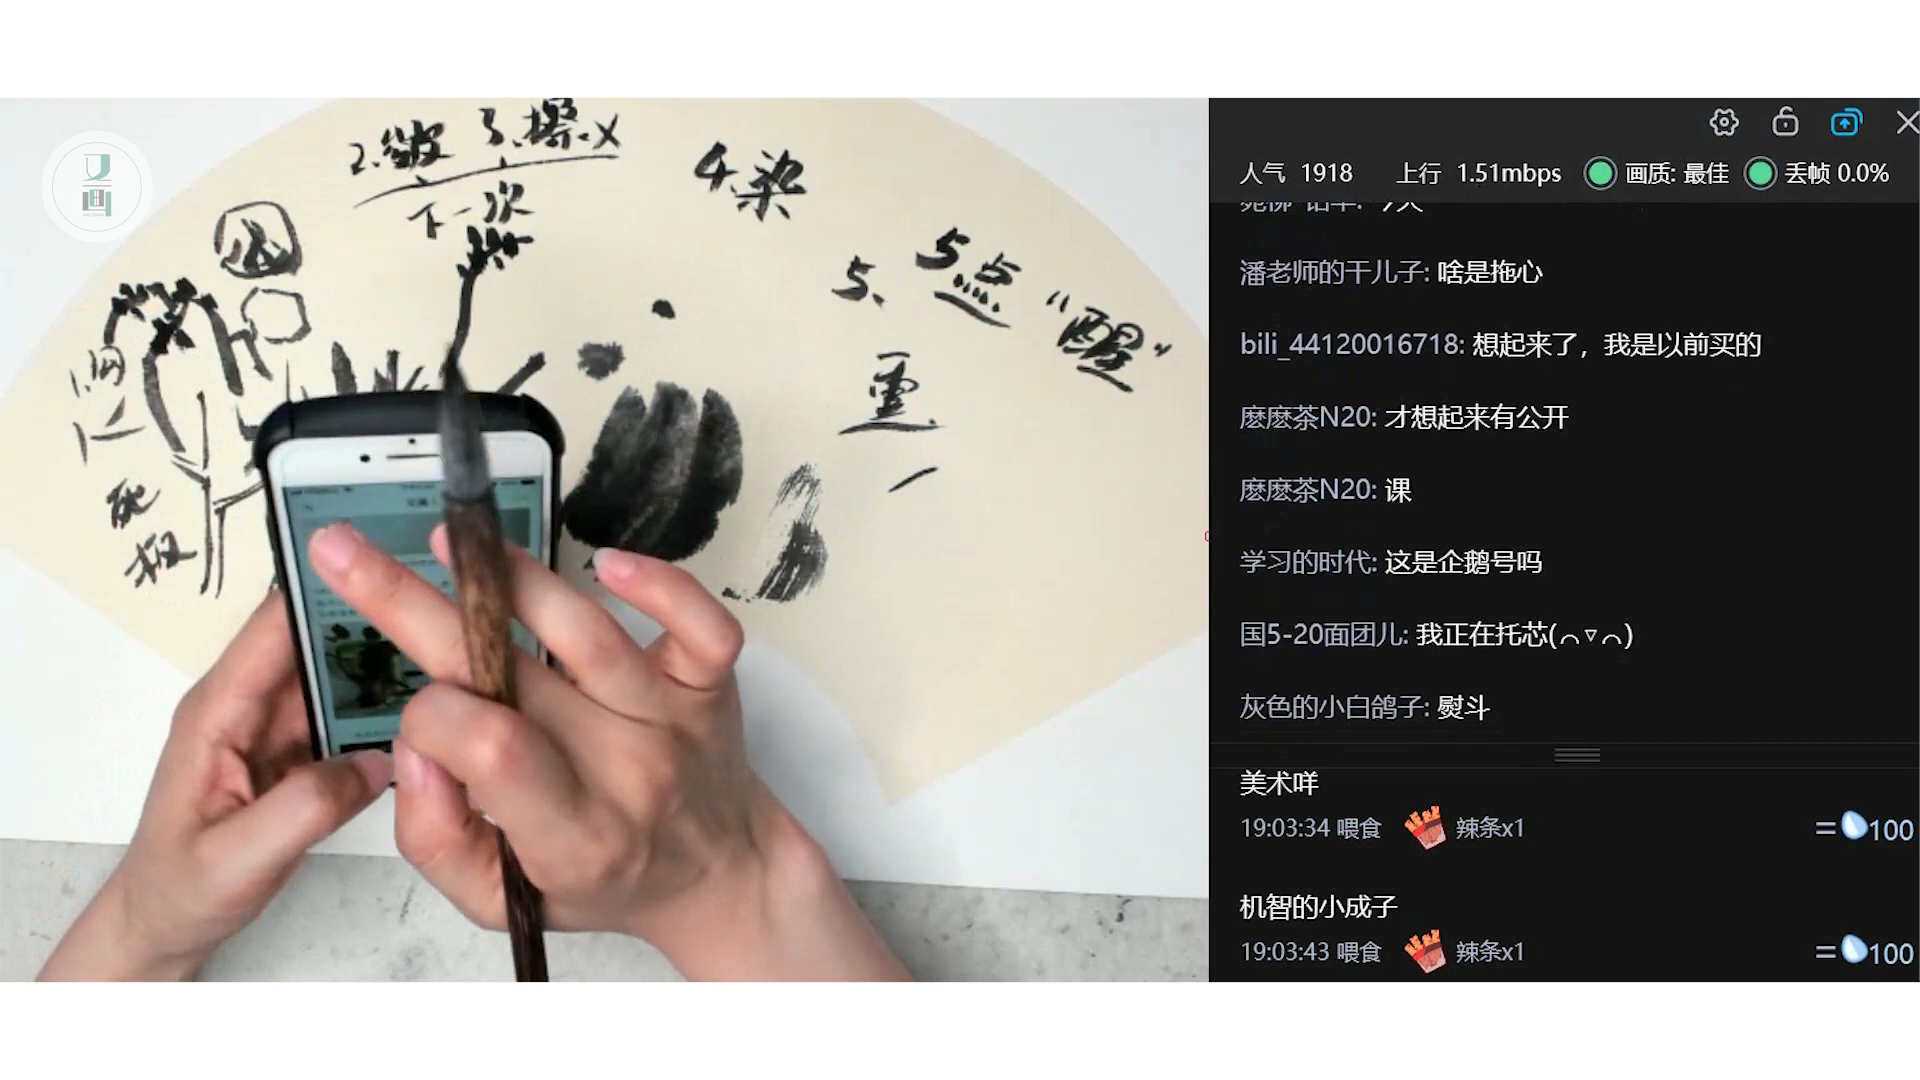 2、皴 3、擦 X
下一次
4、染
5、
5点
“醒”
墨
死
板
人气 1918 上行 1.51mbps 画质: 最佳 丢帧 0.0%
潘老师的干儿子: 啥是拖心
bili_44120016718: 想起来了，我是以前买的
麽麽茶N20: 才想起来有公开
麽麽茶N20: 课
学习的时代: 这是企鹅号吗
国5-20面团儿: 我正在托芯(⌒▿⌒)
灰色的小白鸽子: 熨斗
美术咩
19:03:34 喂食 辣条x1 =100
机智的小成子
19:03:43 喂食 辣条x1 =100